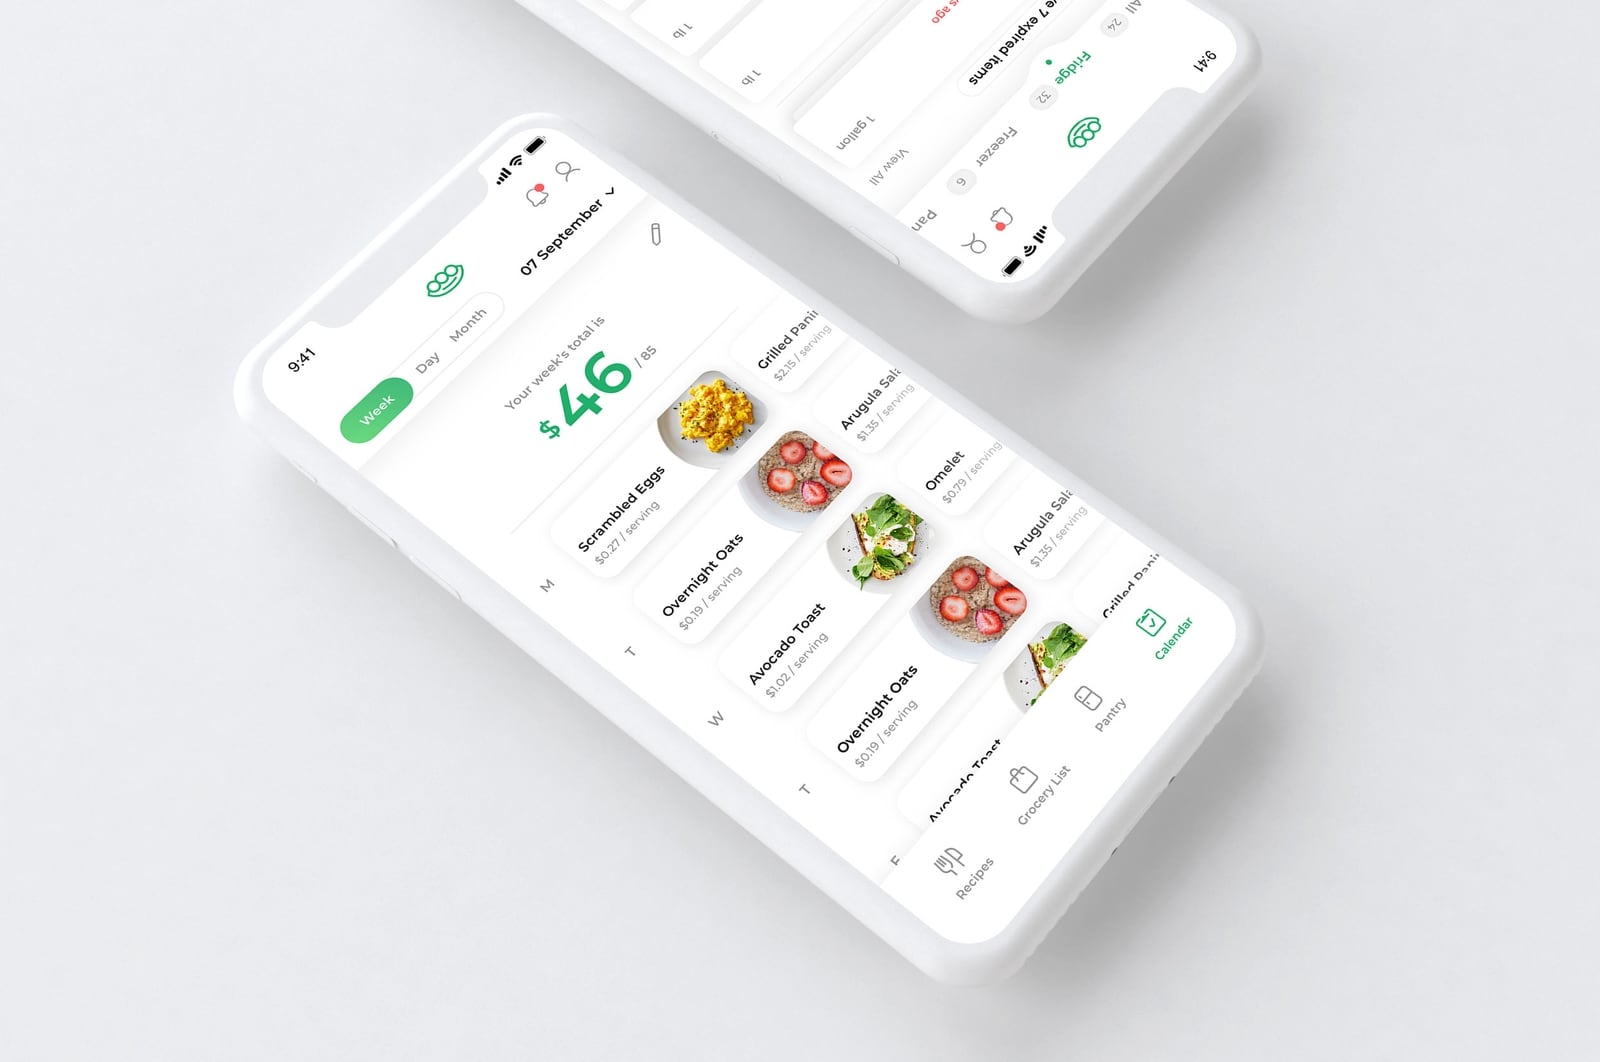 9:41
Week Day Month
07 September
Your week's total is
$46 / 85
M
Scrambled Eggs
$0.27 / serving
Grilled Pani
$2.15 / serving
T
Overnight Oats
$0.19 / serving
Arugula Sala
$1.35 / serving
W
Avocado Toast
$1.02 / serving
Omelet
$0.79 / serving
T
Overnight Oats
$0.19 / serving
Arugula Sala
$1.35 / serving
F
Avocado Toast
Grilled Pani
Recipes
Grocery List
Pantry
Calendar
9:41
All 24
Fridge 32
Freezer 6
Pan
7 expired items
View All
1 gallon
ago
1 lb
1 lb